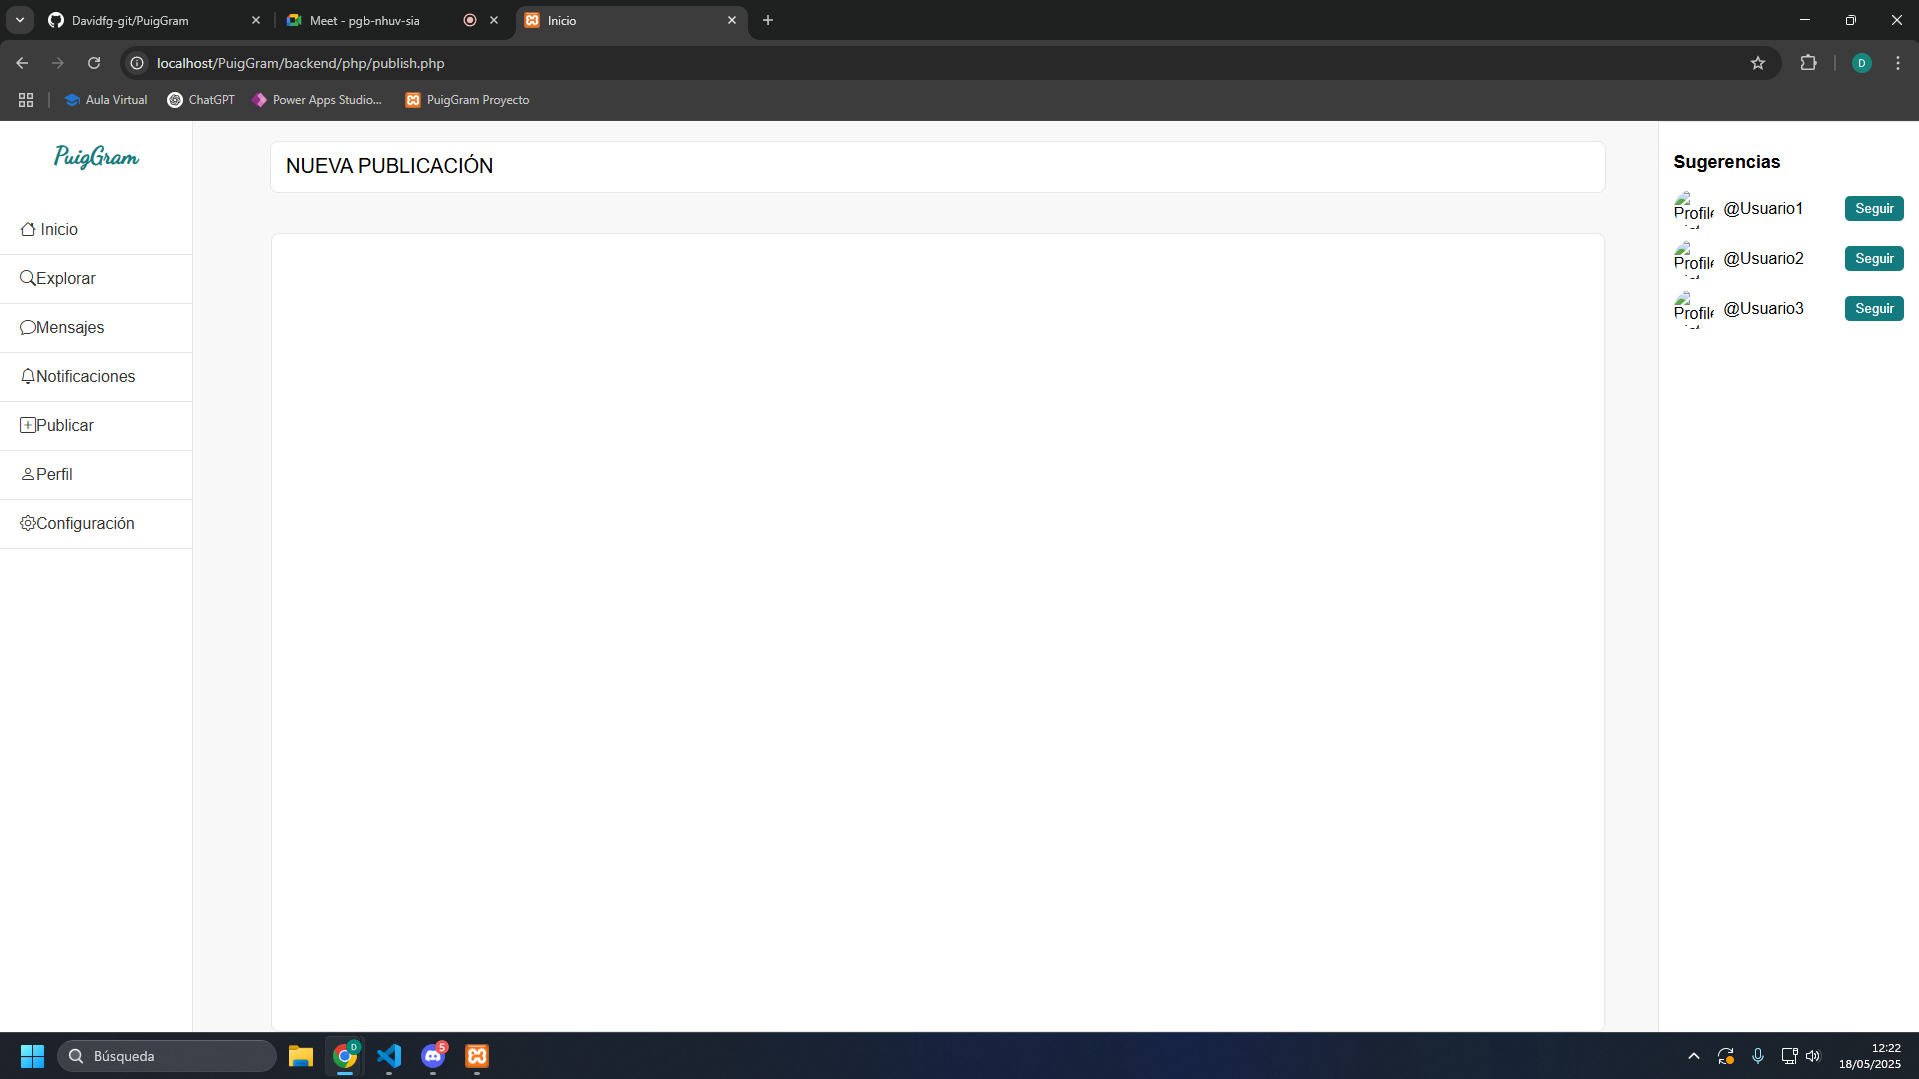 Davidfg-git/PuigGram
Meet - pgb-nhuv-sia
Inicio
localhost/PuigGram/backend/php/publish.php
D
Aula Virtual
ChatGPT
Power Apps Studio...
PuigGram Proyecto
PuigGram
Inicio
Explorar
Mensajes
Notificaciones
Publicar
Perfil
Configuración
NUEVA PUBLICACIÓN
Sugerencias
Profile
@Usuario1
Seguir
Profile
@Usuario2
Seguir
Profile
@Usuario3
Seguir
Búsqueda
D
5
12:22
18/05/2025